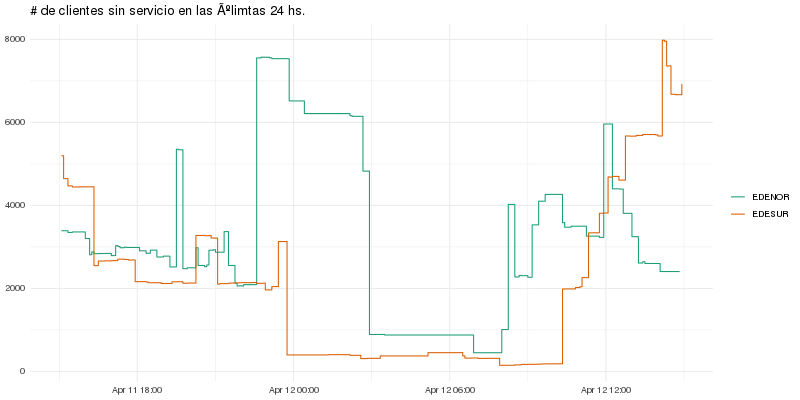 # de clientes sin servicio en las Ãºlimtas 24 hs.
8000
6000
4000
2000
0
Apr 11 18:00
Apr 12 00:00
Apr 12 06:00
Apr 12 12:00
EDENOR
EDESUR